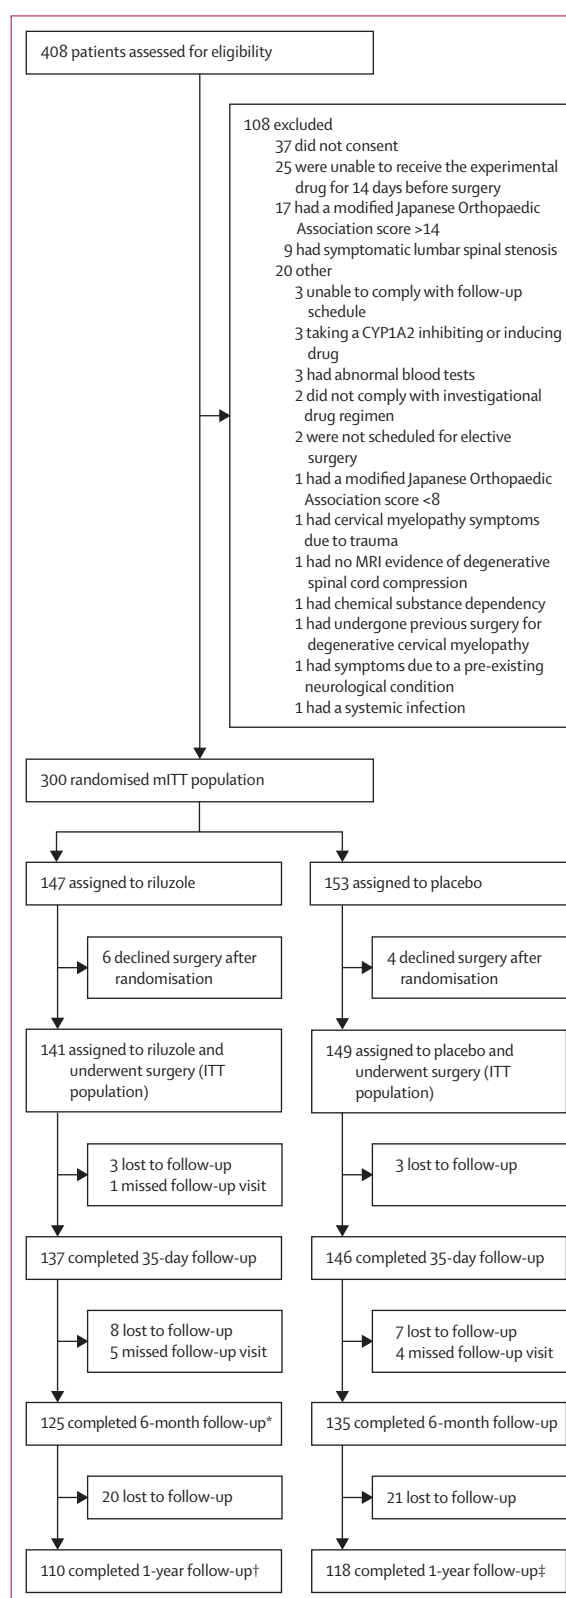 408 patients assessed for eligibility
108 excluded
37 did not consent
25 were unable to receive the experimental
drug for 14 days before surgery
17 had a modified Japanese Orthopaedic
Association score >14
9 had symptomatic lumbar spinal stenosis
20 other
3 unable to comply with follow-up
schedule
3 taking a CYP1A2 inhibiting or inducing
drug
3 had abnormal blood tests
2 did not comply with investigational
drug regimen
2 were not scheduled for elective
surgery
1 had a modified Japanese Orthopaedic
Association score <8
1 had cervical myelopathy symptoms
due to trauma
1 had no MRI evidence of degenerative
spinal cord compression
1 had chemical substance dependency
1 had undergone previous surgery for
degenerative cervical myelopathy
1 had symptoms due to a pre-existing
neurological condition
1 had a systemic infection
300 randomised mITT population
147 assigned to riluzole
153 assigned to placebo
6 declined surgery after
randomisation
4 declined surgery after
randomisation
141 assigned to riluzole and
underwent surgery (ITT
population)
149 assigned to placebo and
underwent surgery (ITT
population)
3 lost to follow-up
1 missed follow-up visit
3 lost to follow-up
137 completed 35-day follow-up
146 completed 35-day follow-up
8 lost to follow-up
5 missed follow-up visit
7 lost to follow-up
4 missed follow-up visit
125 completed 6-month follow-up*
135 completed 6-month follow-up
20 lost to follow-up
21 lost to follow-up
110 completed 1-year follow-up†
118 completed 1-year follow-up‡